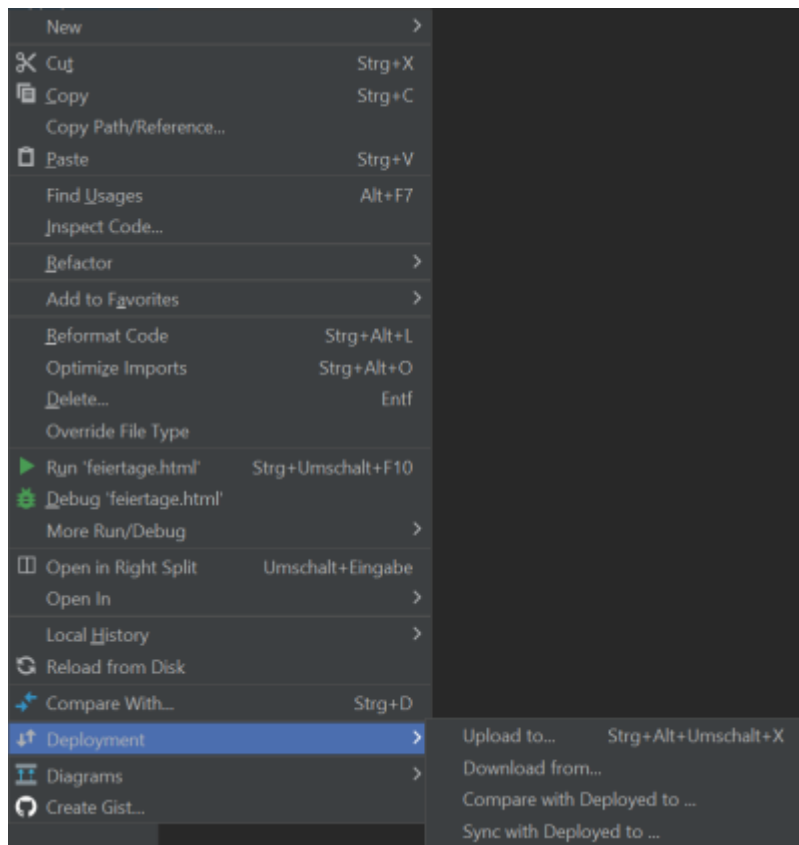 New
Cut Strg+X
Copy Strg+C
Copy Path/Reference...
Paste Strg+V
Find Usages Alt+F7
Inspect Code...
Refactor
Add to Favorites
Reformat Code Strg+Alt+L
Optimize Imports Strg+Alt+O
Delete... Entf
Override File Type
Run 'feiertage.html' Strg+Umschalt+F10
Debug 'feiertage.html'
More Run/Debug
Open in Right Split Umschalt+Eingabe
Open In
Local History
Reload from Disk
Compare With... Strg+D
Deployment
Upload to... Strg+Alt+Umschalt+X
Download from...
Compare with Deployed to ...
Sync with Deployed to ...
Diagrams
Create Gist...